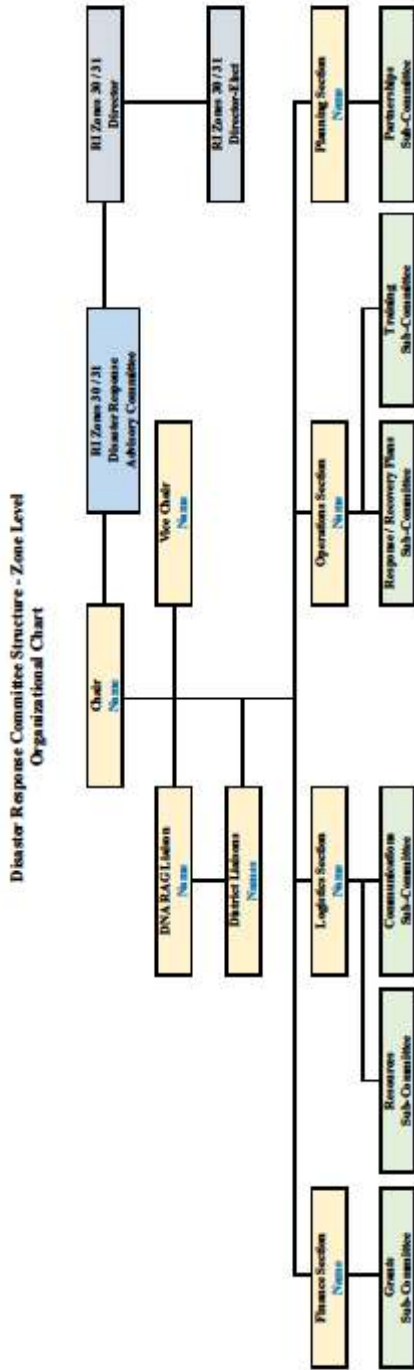 Disaster Response Committee Structure - Zone Level
Organizational Chart
Chair
Name
RI Zones 30 / 31
Disaster Response
Advisory Committee
RI Zones 30 / 31
Director
DNA RAG Liaison
Name
Vice Chair
Name
RI Zones 30 / 31
Director-Elect
District Liaisons
Names
Finance Section
Name
Logistics Section
Name
Operations Section
Name
Planning Section
Name
Grants
Sub-Committee
Resources
Sub-Committee
Communications
Sub-Committee
Response / Recovery Plans
Sub-Committee
Training
Sub-Committee
Partnerships
Sub-Committee